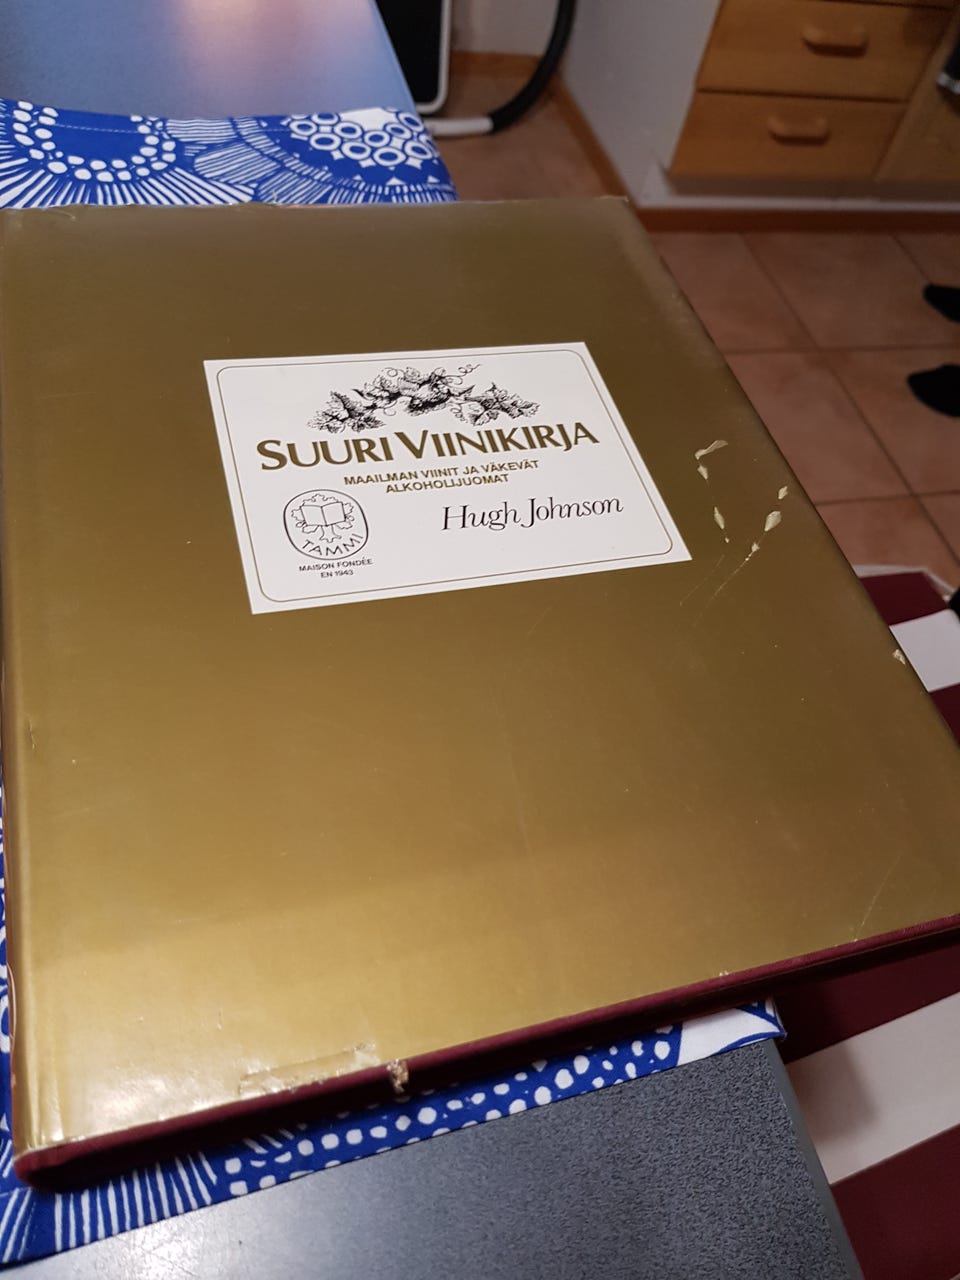 SUURI VIINIKIRJA
MAAILMAN VIINIT JA VÄKEVÄT
ALKOHOLIJUOMAT
Hugh Johnson
TAMMI
MAISON FONDÉE
EN 1943